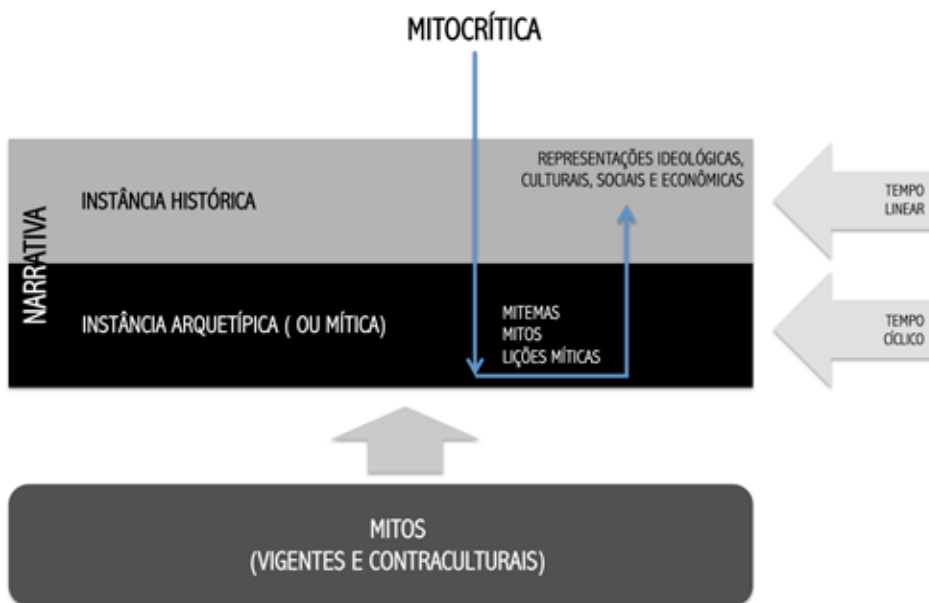 MITOCRÍTICA
REPRESENTAÇÕES IDEOLÓGICAS,
CULTURAIS, SOCIAIS E ECONÔMICAS
INSTÂNCIA HISTÓRICA
TEMPO
LINEAR
NARRATIVA
INSTÂNCIA ARQUETÍPICA ( OU MÍTICA)
MITEMAS
MITOS
LIÇÕES MÍTICAS
TEMPO
CÍCLICO
MITOS
(VIGENTES E CONTRACULTURAIS)